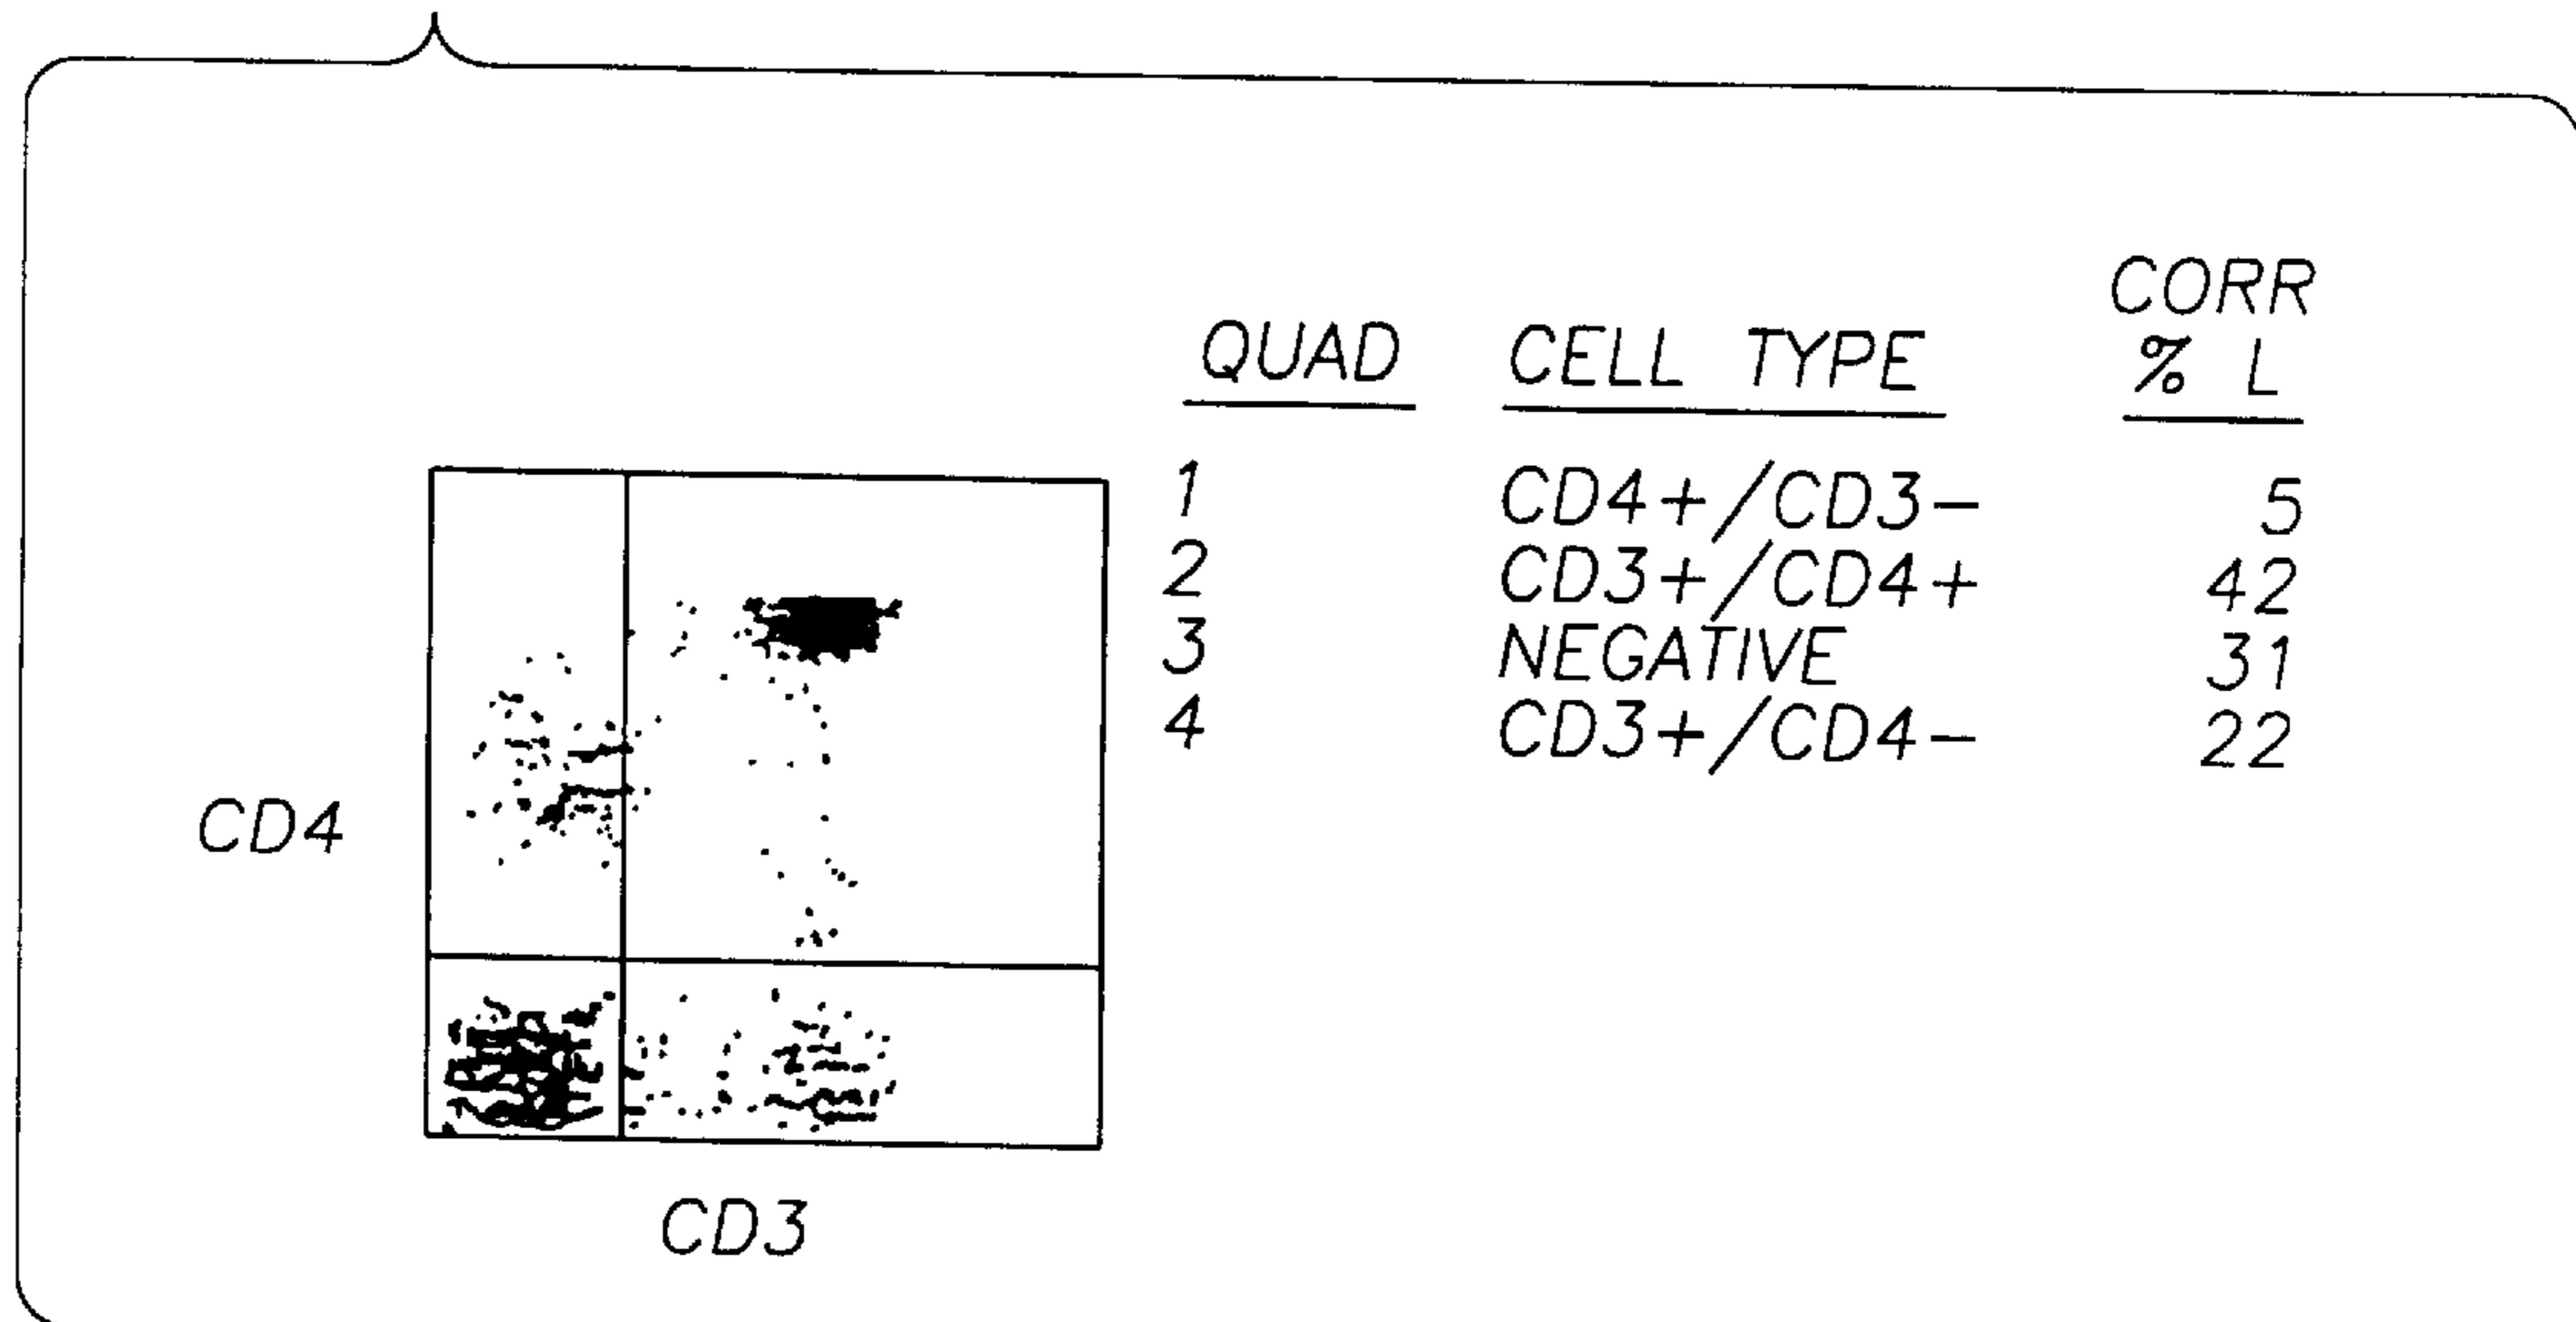 CORR
QUAD CELL TYPE % L
1 CD4+/CD3- 5
2 CD3+/CD4+ 42
3 NEGATIVE 31
4 CD3+/CD4- 22
CD4
CD3